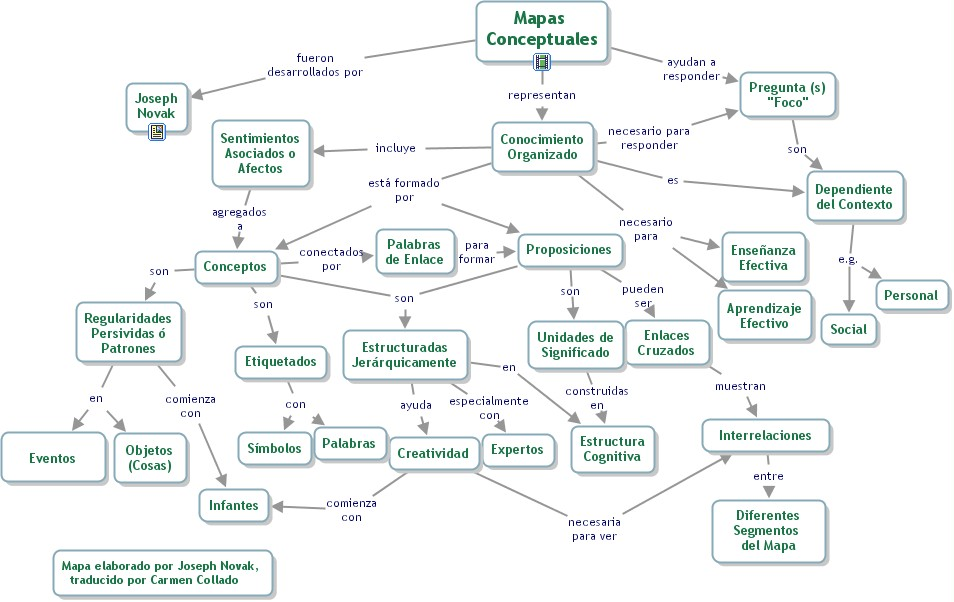 Mapas
Conceptuales
fueron
desarrollados por
ayudan a
responder
representan
Joseph
Novak
Pregunta (s)
"Foco"
Sentimientos
Asociados o
Afectos
incluye
Conocimiento
Organizado
necesario para
responder
son
está formado
por
es
Dependiente
del Contexto
agregados
a
necesario
para
Conceptos
conectados
por
Palabras
de Enlace
para
formar
Proposiciones
Enseñanza
Efectiva
e.g.
son
son
son
son
pueden
ser
Aprendizaje
Efectivo
Personal
Social
Regularidades
Persividas ó
Patrones
Etiquetados
Estructuradas
Jerárquicamente
Unidades de
Significado
Enlaces
Cruzados
en
comienza
con
con
ayuda
especialmente
con
en
construidas
en
muestran
Eventos
Objetos
(Cosas)
Símbolos
Palabras
Creatividad
Expertos
Estructura
Cognitiva
Interrelaciones
Infantes
comienza
con
necesaria
para ver
entre
Diferentes
Segmentos
del Mapa
Mapa elaborado por Joseph Novak,
traducido por Carmen Collado